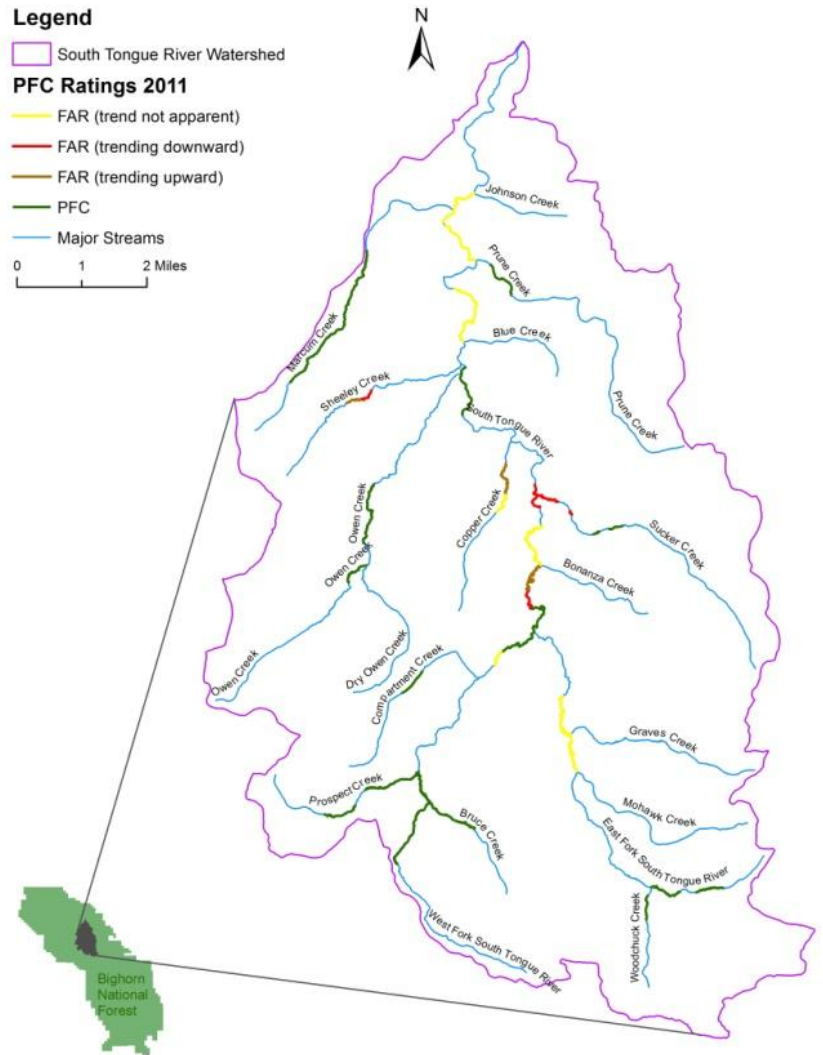 Legend
South Tongue River Watershed
PFC Ratings 2011
FAR (trend not apparent)
FAR (trending downward)
FAR (trending upward)
PFC
Major Streams
0 1 2 Miles
N
Johnson Creek
Prune Creek
Marcum Creek
Blue Creek
Sheeley Creek
Prune Creek
South Tongue River
Owen Creek
Copper Creek
Sucker Creek
Owen Creek
Bonanza Creek
Owen Creek
Dry Owen Creek
Compartment Creek
Graves Creek
Prospect Creek
Mohawk Creek
Bruce Creek
East Fork South Tongue River
Woodchuck Creek
West Fork South Tongue River
Bighorn
National
Forest